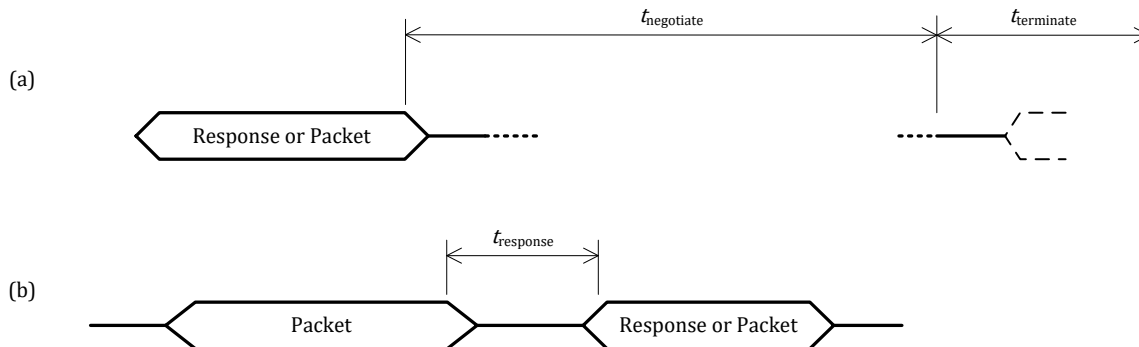 t_negotiate t_terminate
(a)
Response or Packet
t_response
(b)
Packet Response or Packet